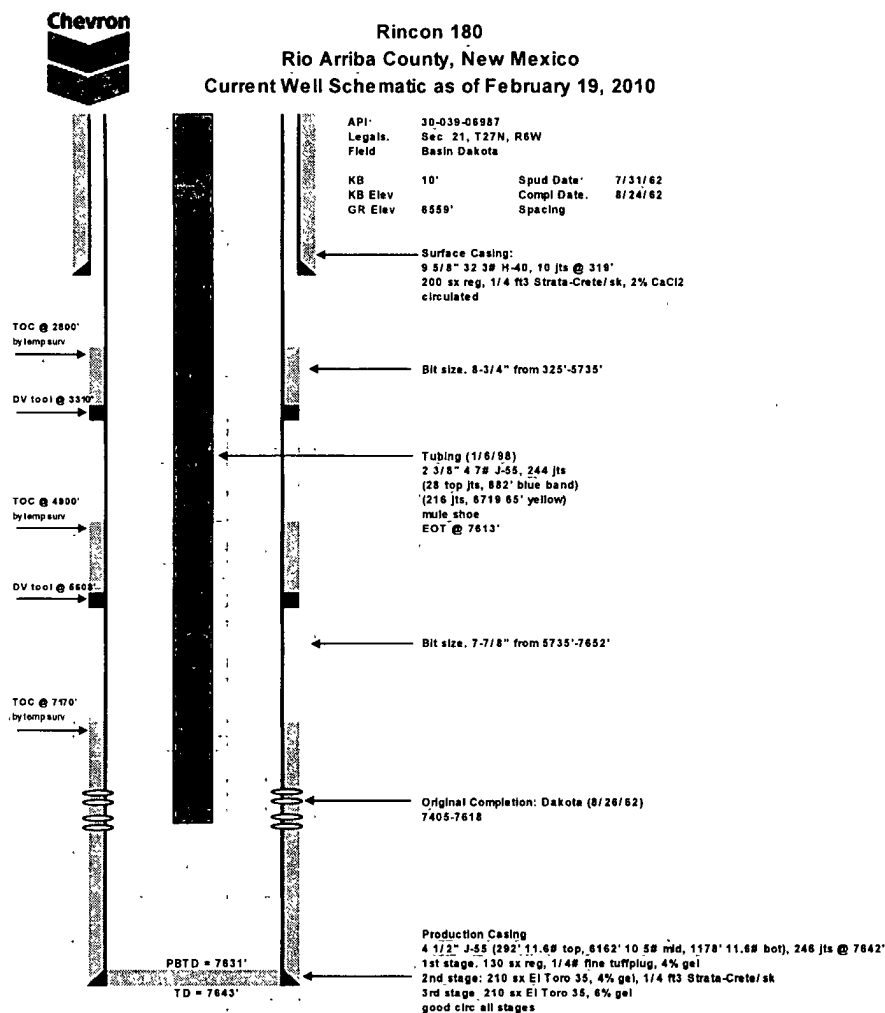 Chevron
Rincon 180
Rio Arriba County, New Mexico
Current Well Schematic as of February 19, 2010
API· 30-039-06987
Legals. Sec 21, T27N, R6W
Field Basin Dakota
KB 10' Spud Date· 7/31/62
KB Elev Compl Date. 8/24/62
GR Elev 6559' Spacing
Surface Casing:
9 5/8" 32 3# H-40, 10 jts @ 319'
200 sx reg, 1/4 ft3 Strata-Crete/sk, 2% CaCl2
circulated
TOC @ 2800'
by temp surv
Bit size. 8-3/4" from 325'-5735'
DV tool @ 3310'
Tubing (1/6/98)
2 3/8" 4 7# J-55, 244 jts
(28 top jts, 882' blue band)
(216 jts, 6719 65' yellow)
mule shoe
EOT @ 7613'
TOC @ 4900'
by temp surv
DV tool @ 5608'
Bit size. 7-7/8" from 5735'-7652'
TOC @ 7170'
by temp surv
Original Completion: Dakota (8/26/62)
7405-7618
Production Casing
4 1/2" J-55 (292' 11.6# top, 6162' 10 5# mid, 1178' 11.6# bot), 246 jts @ 7642'
1st stage. 130 sx reg, 1/4# fine tuffplug, 4% gel
2nd stage: 210 sx El Toro 35, 4% gel, 1/4 ft3 Strata-Crete/sk
3rd stage 210 sx El Toro 35, 6% gel
good circ all stages
PBTD = 7631'
TD = 7643'